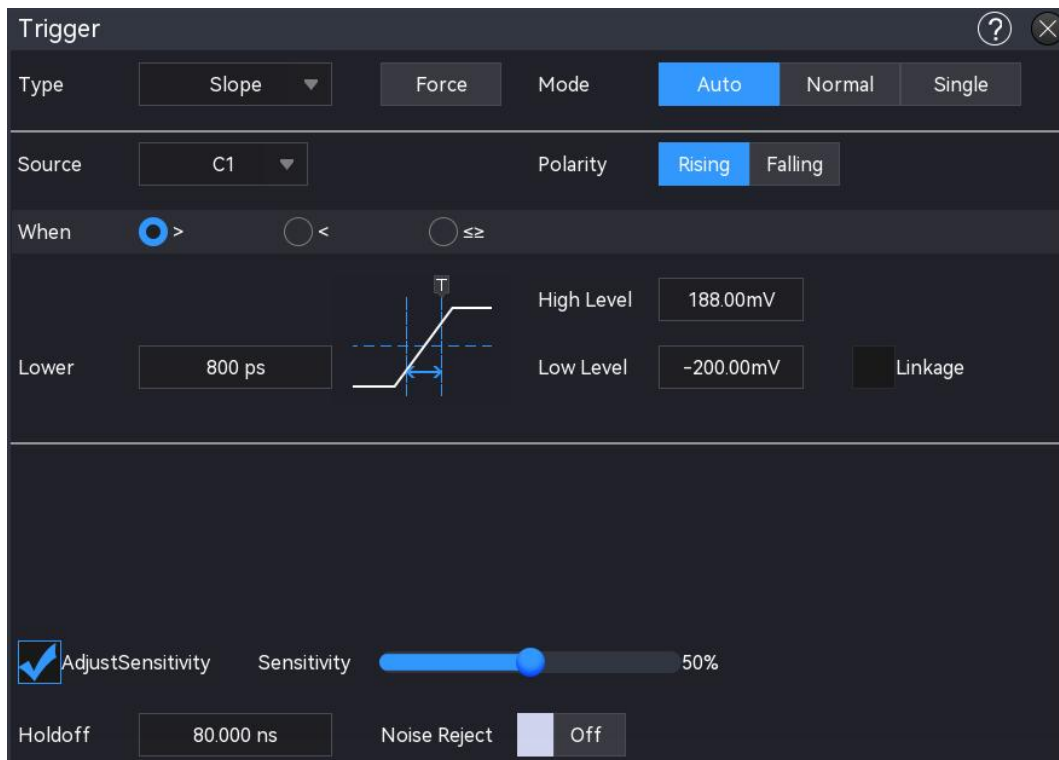 Trigger ?
Type Slope Force Mode Auto Normal Single
Source C1 Polarity Rising Falling
When > < ≤≥
T
High Level 188.00mV
Lower 800 ps Low Level -200.00mV Linkage
AdjustSensitivity Sensitivity 50%
Holdoff 80.000 ns Noise Reject Off